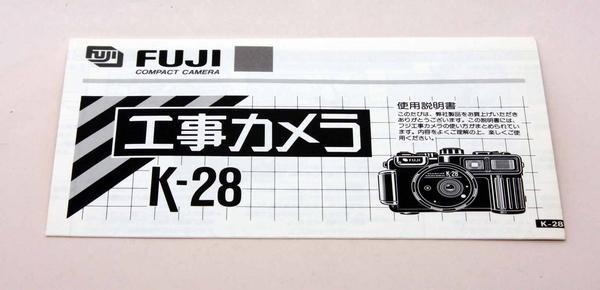 FUJI FUJI
COMPACT CAMERA
工事カメラ
K-28
使用説明書
このたびは、弊社製品をお買上げいただき
ありがとうございます。この説明書には、
フジ工事カメラの使い方がまとめられてい
ます。内容をよくご理解の上、楽しくご使
用ください。
FUJI
K-28
K-28